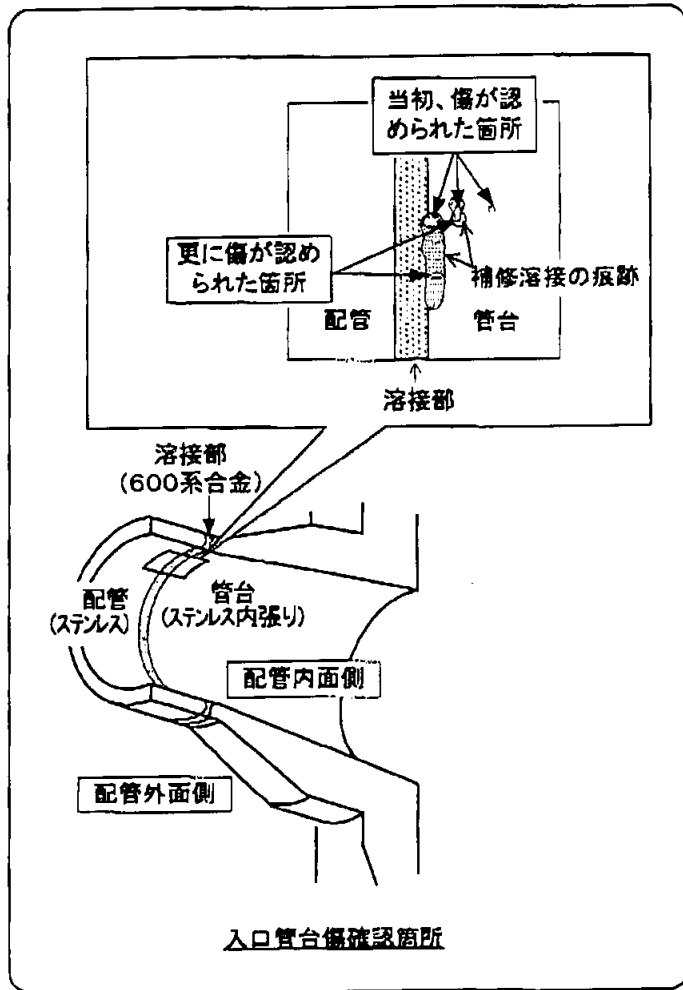 当初、傷が認
められた箇所
更に傷が認め
られた箇所
補修溶接の痕跡
配管
管台
溶接部
溶接部
(600系合金)
配管
(ステンレス)
管台
(ステンレス内張り)
配管内面側
配管外面側
入口管台傷確認箇所